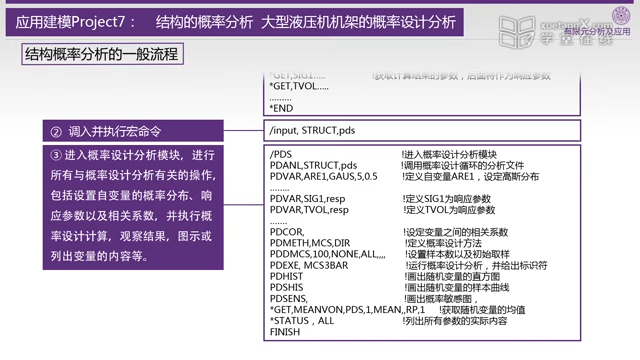 应用建模Project7： 结构的概率分析 大型液压机机架的概率设计分析
xuetangX.com
学堂在线
有限元分析及应用
结构概率分析的一般流程
*GET,SIG1..... !获取计算结果的参数，后面将作为响应参数
*GET,TVOL.....
.........
*END
② 调入并执行宏命令
/input, STRUCT,pds
③ 进入概率设计分析模块，进行
所有与概率设计分析有关的操作,
包括设置自变量的概率分布、响
应参数以及相关系数，并执行概
率设计计算，观察结果，图示或
列出变量的内容等。
/PDS !进入概率设计分析模块
PDANL,STRUCT,pds !调用概率设计循环的分析文件
PDVAR,ARE1,GAUS,5,0.5 !定义自变量ARE1，设定高斯分布
........
PDVAR,SIG1,resp !定义SIG1为响应参数
PDVAR,TVOL,resp !定义TVOL为响应参数
.......
PDCOR, !设定变量之间的相关系数
PDMETH,MCS,DIR !定义概率设计方法
PDDMCS,100,NONE,ALL,,,, !设置样本数以及初始取样
PDEXE, MCS3BAR !运行概率设计分析，并给出标识符
PDHIST !画出随机变量的直方图
PDSHIS !画出随机变量的样本曲线
PDSENS, !画出概率敏感图，
*GET,MEANVON,PDS,1,MEAN,,RP,1 !获取随机变量的均值
*STATUS，ALL !列出所有参数的实际内容
FINISH